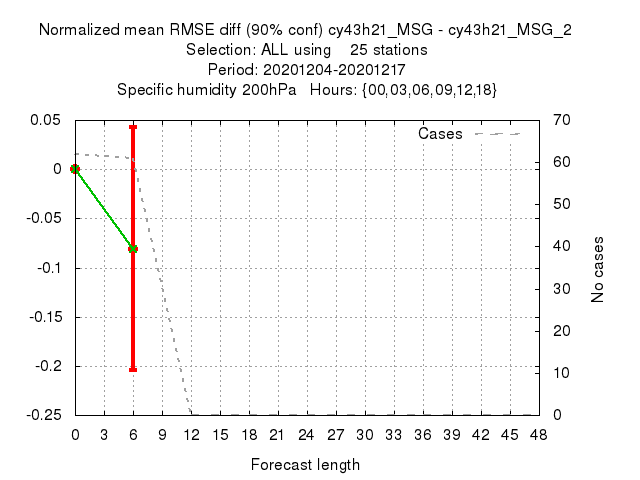 Normalized mean RMSE diff (90% conf) cy43h21_MSG - cy43h21_MSG_2
Selection: ALL using    25 stations
Period: 20201204-20201217
Specific humidity 200hPa   Hours: {00,03,06,09,12,18}
Cases
0.05
0
-0.05
-0.1
-0.15
-0.2
-0.25
70
60
50
40
30
20
10
0
No cases
0 3 6 9 12 15 18 21 24 27 30 33 36 39 42 45 48
Forecast length